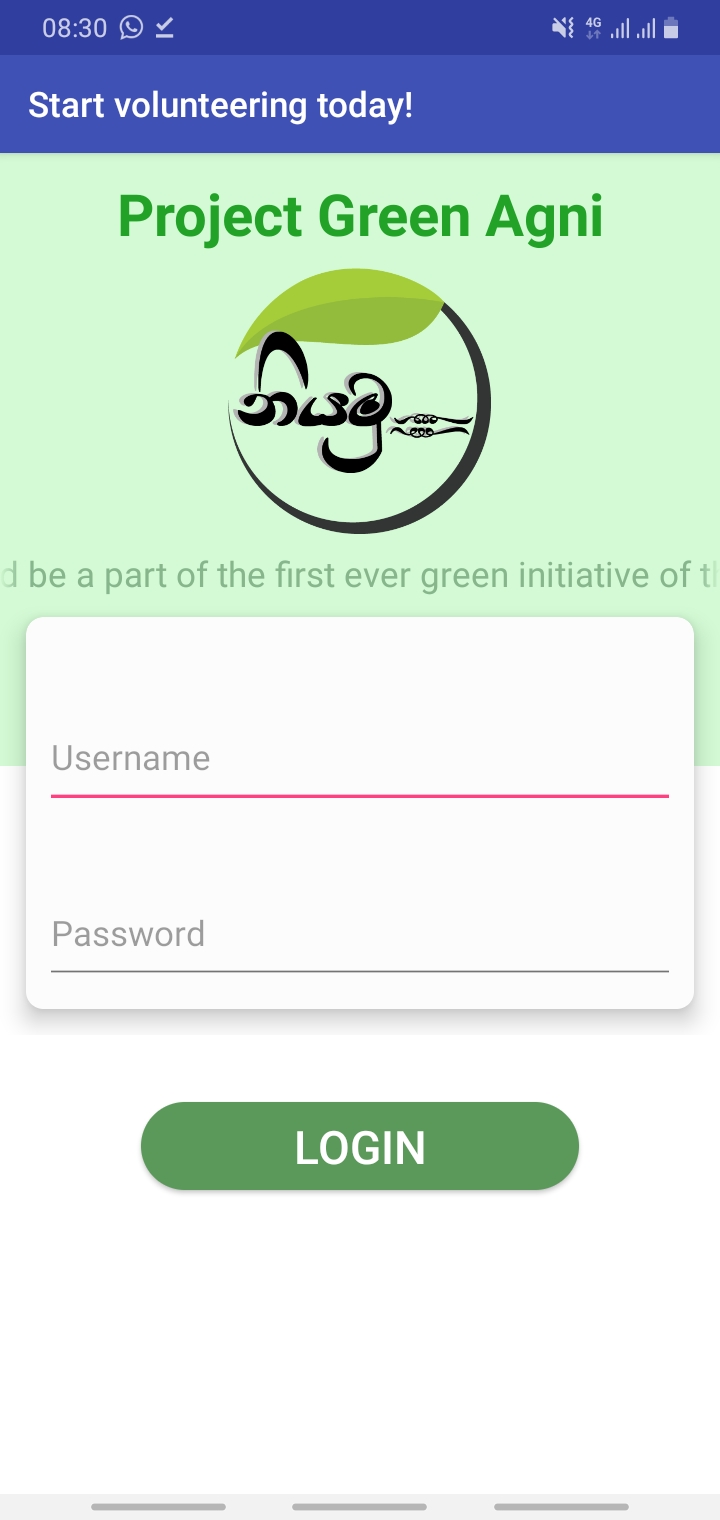 08:30
4G
Start volunteering today!
Project Green Agni
නියමු
be a part of the first ever green initiative of
Username
Password
LOGIN